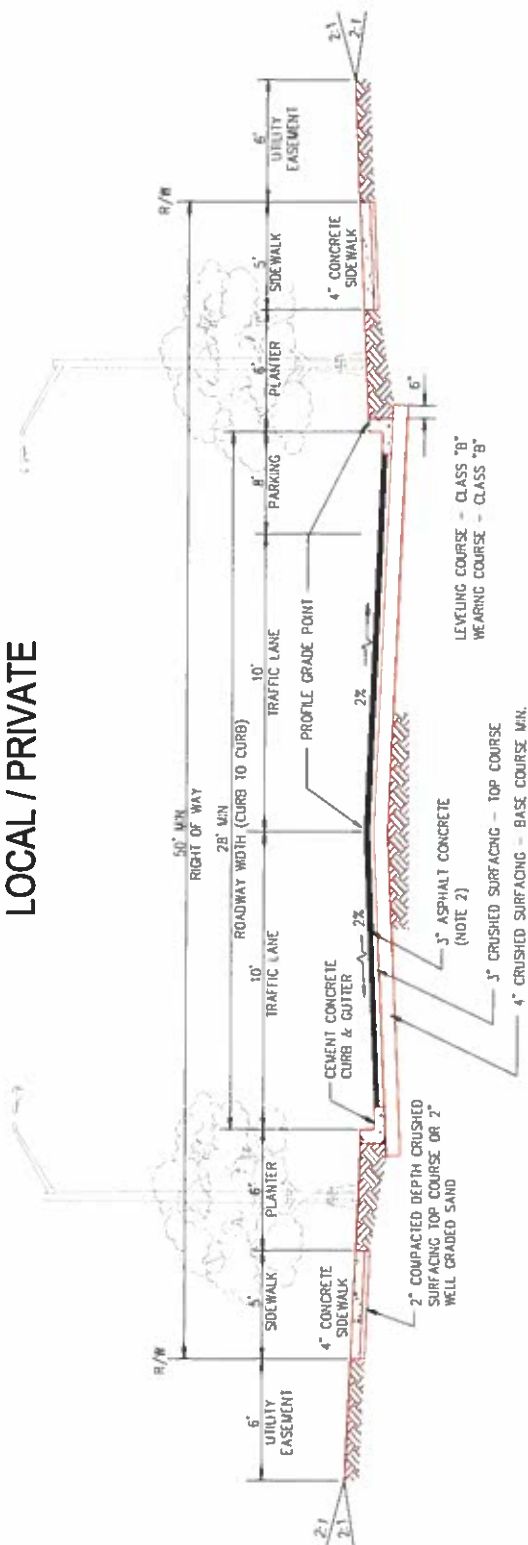 LOCAL / PRIVATE
50' MIN
RIGHT OF WAY
28' MIN
ROADWAY WIDTH (CURB TO CURB)
R/W
R/W
6'
UTILITY
EASEMENT
5'
SIDEWALK
6'
PLANTER
10'
TRAFFIC LANE
10'
TRAFFIC LANE
8'
PARKING
6'
PLANTER
5'
SIDEWALK
6'
UTILITY
EASEMENT
2:1
2:1
4" CONCRETE
SIDEWALK
CEMENT CONCRETE
CURB & GUTTER
2%
PROFILE GRADE POINT
2%
4" CONCRETE
SIDEWALK
2:1
2:1
6"
2" COMPACTED DEPTH CRUSHED
SURFACING TOP COURSE OR 2"
WELL GRADED SAND
3" ASPHALT CONCRETE
(NOTE 2)
3" CRUSHED SURFACING - TOP COURSE
4" CRUSHED SURFACING - BASE COURSE MIN.
LEVELING COURSE - CLASS "B"
WEARING COURSE - CLASS "B"